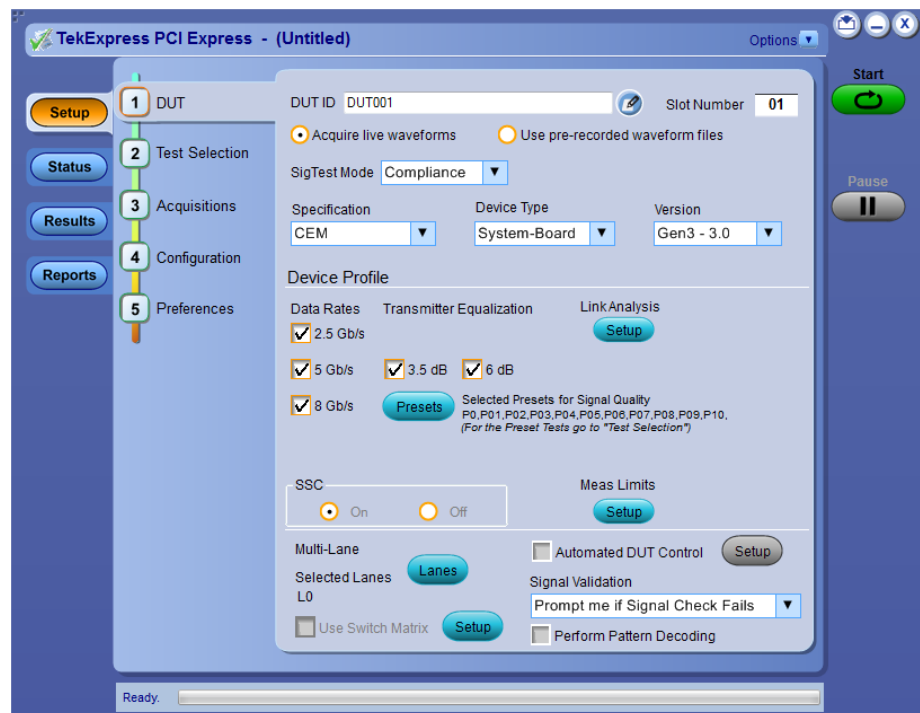 TekExpress PCI Express - (Untitled)
Options
Start
Pause
Setup
Status
Results
Reports
1 DUT
2 Test Selection
3 Acquisitions
4 Configuration
5 Preferences
DUT ID DUT001
Slot Number 01
Acquire live waveforms Use pre-recorded waveform files
SigTest Mode Compliance
Specification Device Type Version
CEM System-Board Gen3 - 3.0
Device Profile
Data Rates Transmitter Equalization Link Analysis
2.5 Gb/s Setup
5 Gb/s 3.5 dB 6 dB
8 Gb/s Presets
Selected Presets for Signal Quality
P0,P01,P02,P03,P04,P05,P06,P07,P08,P09,P10,
(For the Preset Tests go to "Test Selection")
SSC
On Off
Meas Limits
Setup
Multi-Lane
Selected Lanes Lanes
L0
Use Switch Matrix Setup
Automated DUT Control Setup
Signal Validation
Prompt me if Signal Check Fails
Perform Pattern Decoding
Ready.